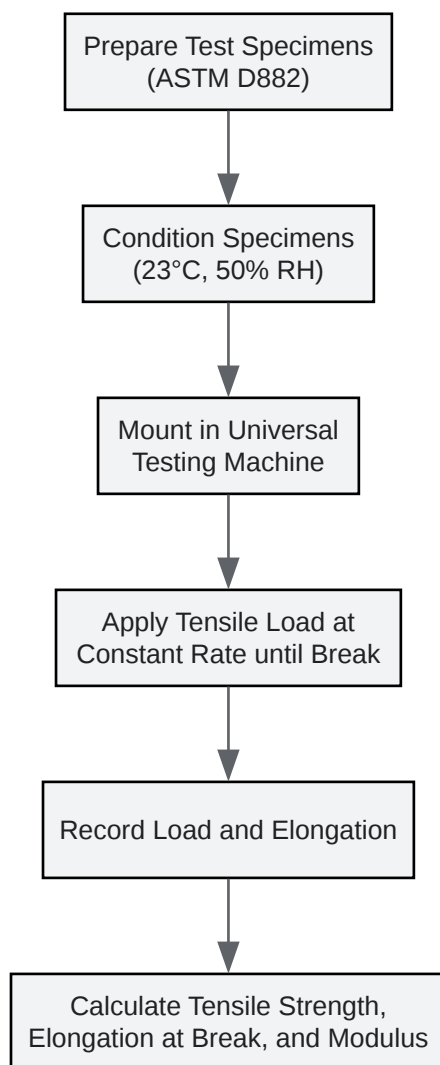 Prepare Test Specimens
(ASTM D882)
Condition Specimens
(23°C, 50% RH)
Mount in Universal
Testing Machine
Apply Tensile Load at
Constant Rate until Break
Record Load and Elongation
Calculate Tensile Strength,
Elongation at Break, and Modulus